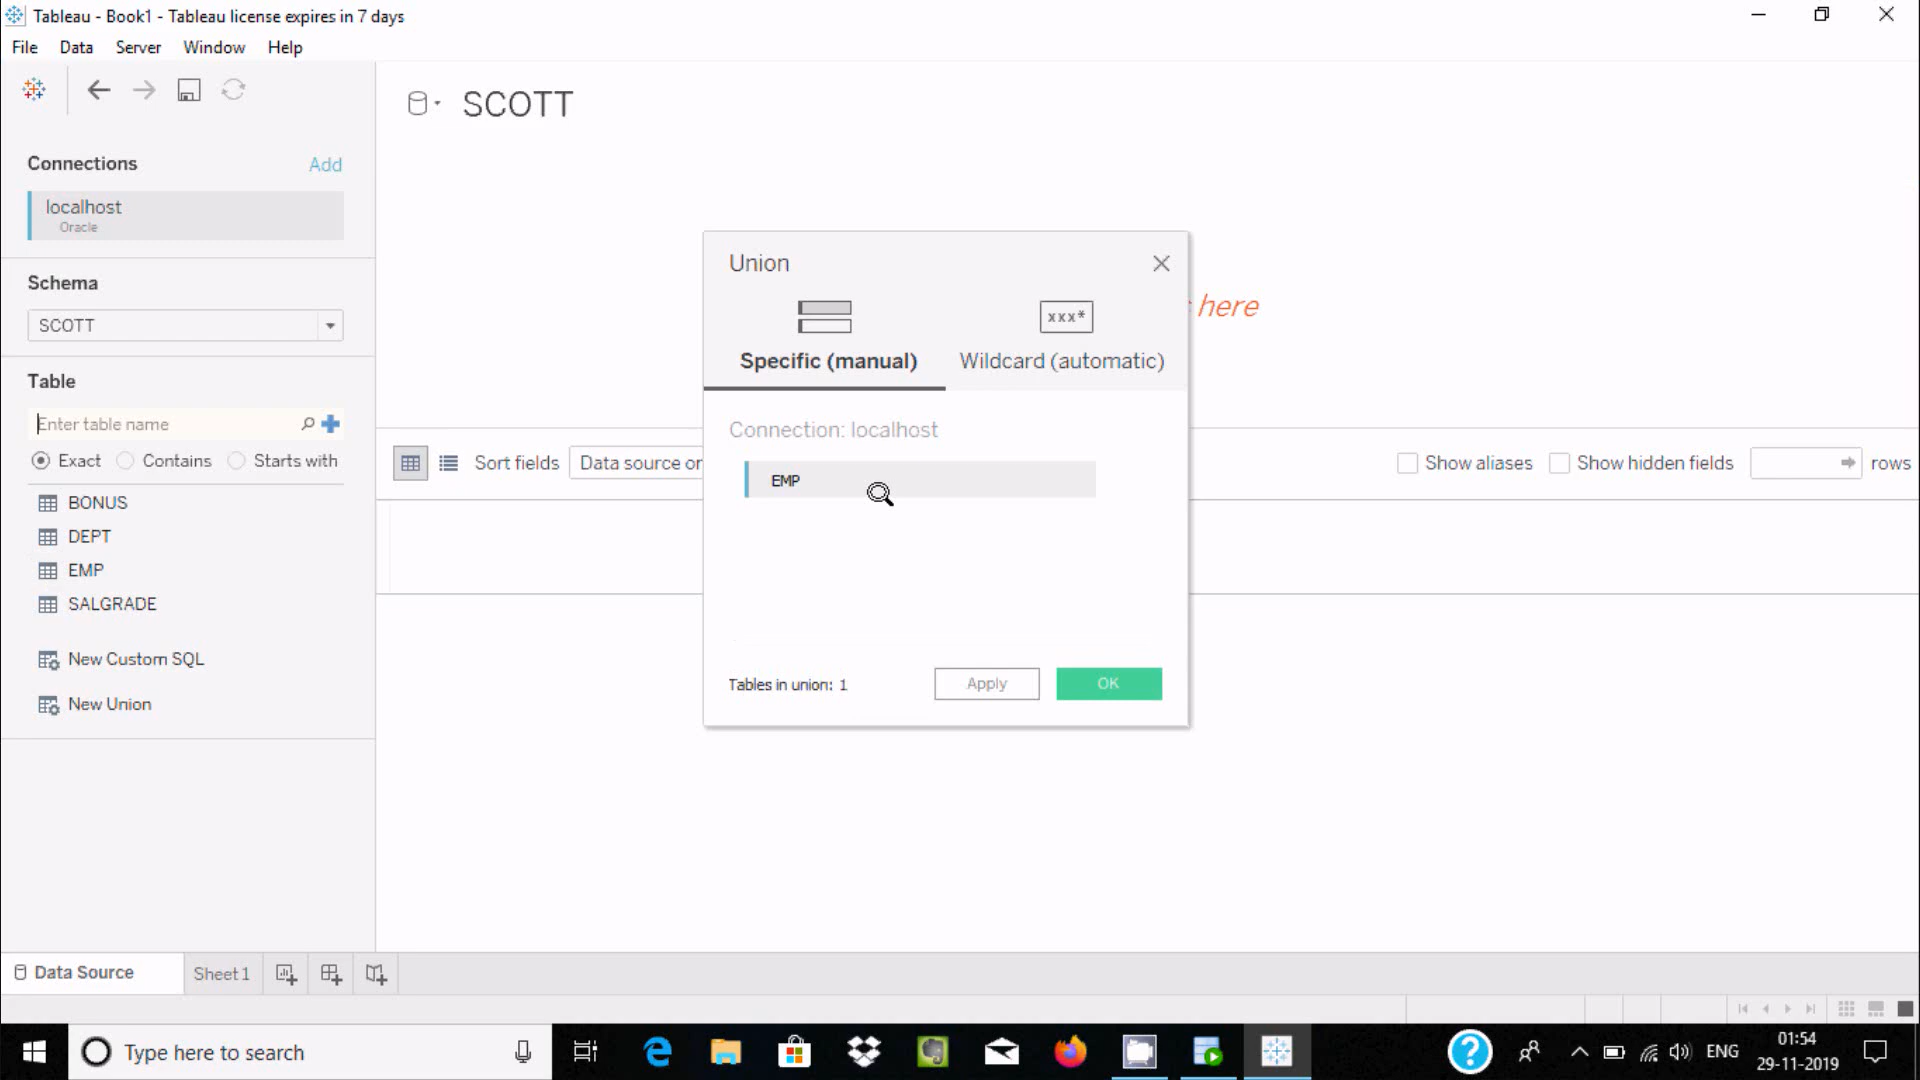 Tableau - Book1 - Tableau license expires in 7 days
File Data Server Window Help
SCOTT
Connections Add
localhost
Oracle
Schema
SCOTT
Table
Enter table name
Exact Contains Starts with
BONUS
DEPT
EMP
SALGRADE
New Custom SQL
New Union
here
Union
xxx*
Specific (manual) Wildcard (automatic)
Connection: localhost
EMP
Tables in union: 1 Apply OK
Sort fields Data source or Show aliases Show hidden fields rows
Data Source Sheet 1
Type here to search
ENG
01:54
29-11-2019